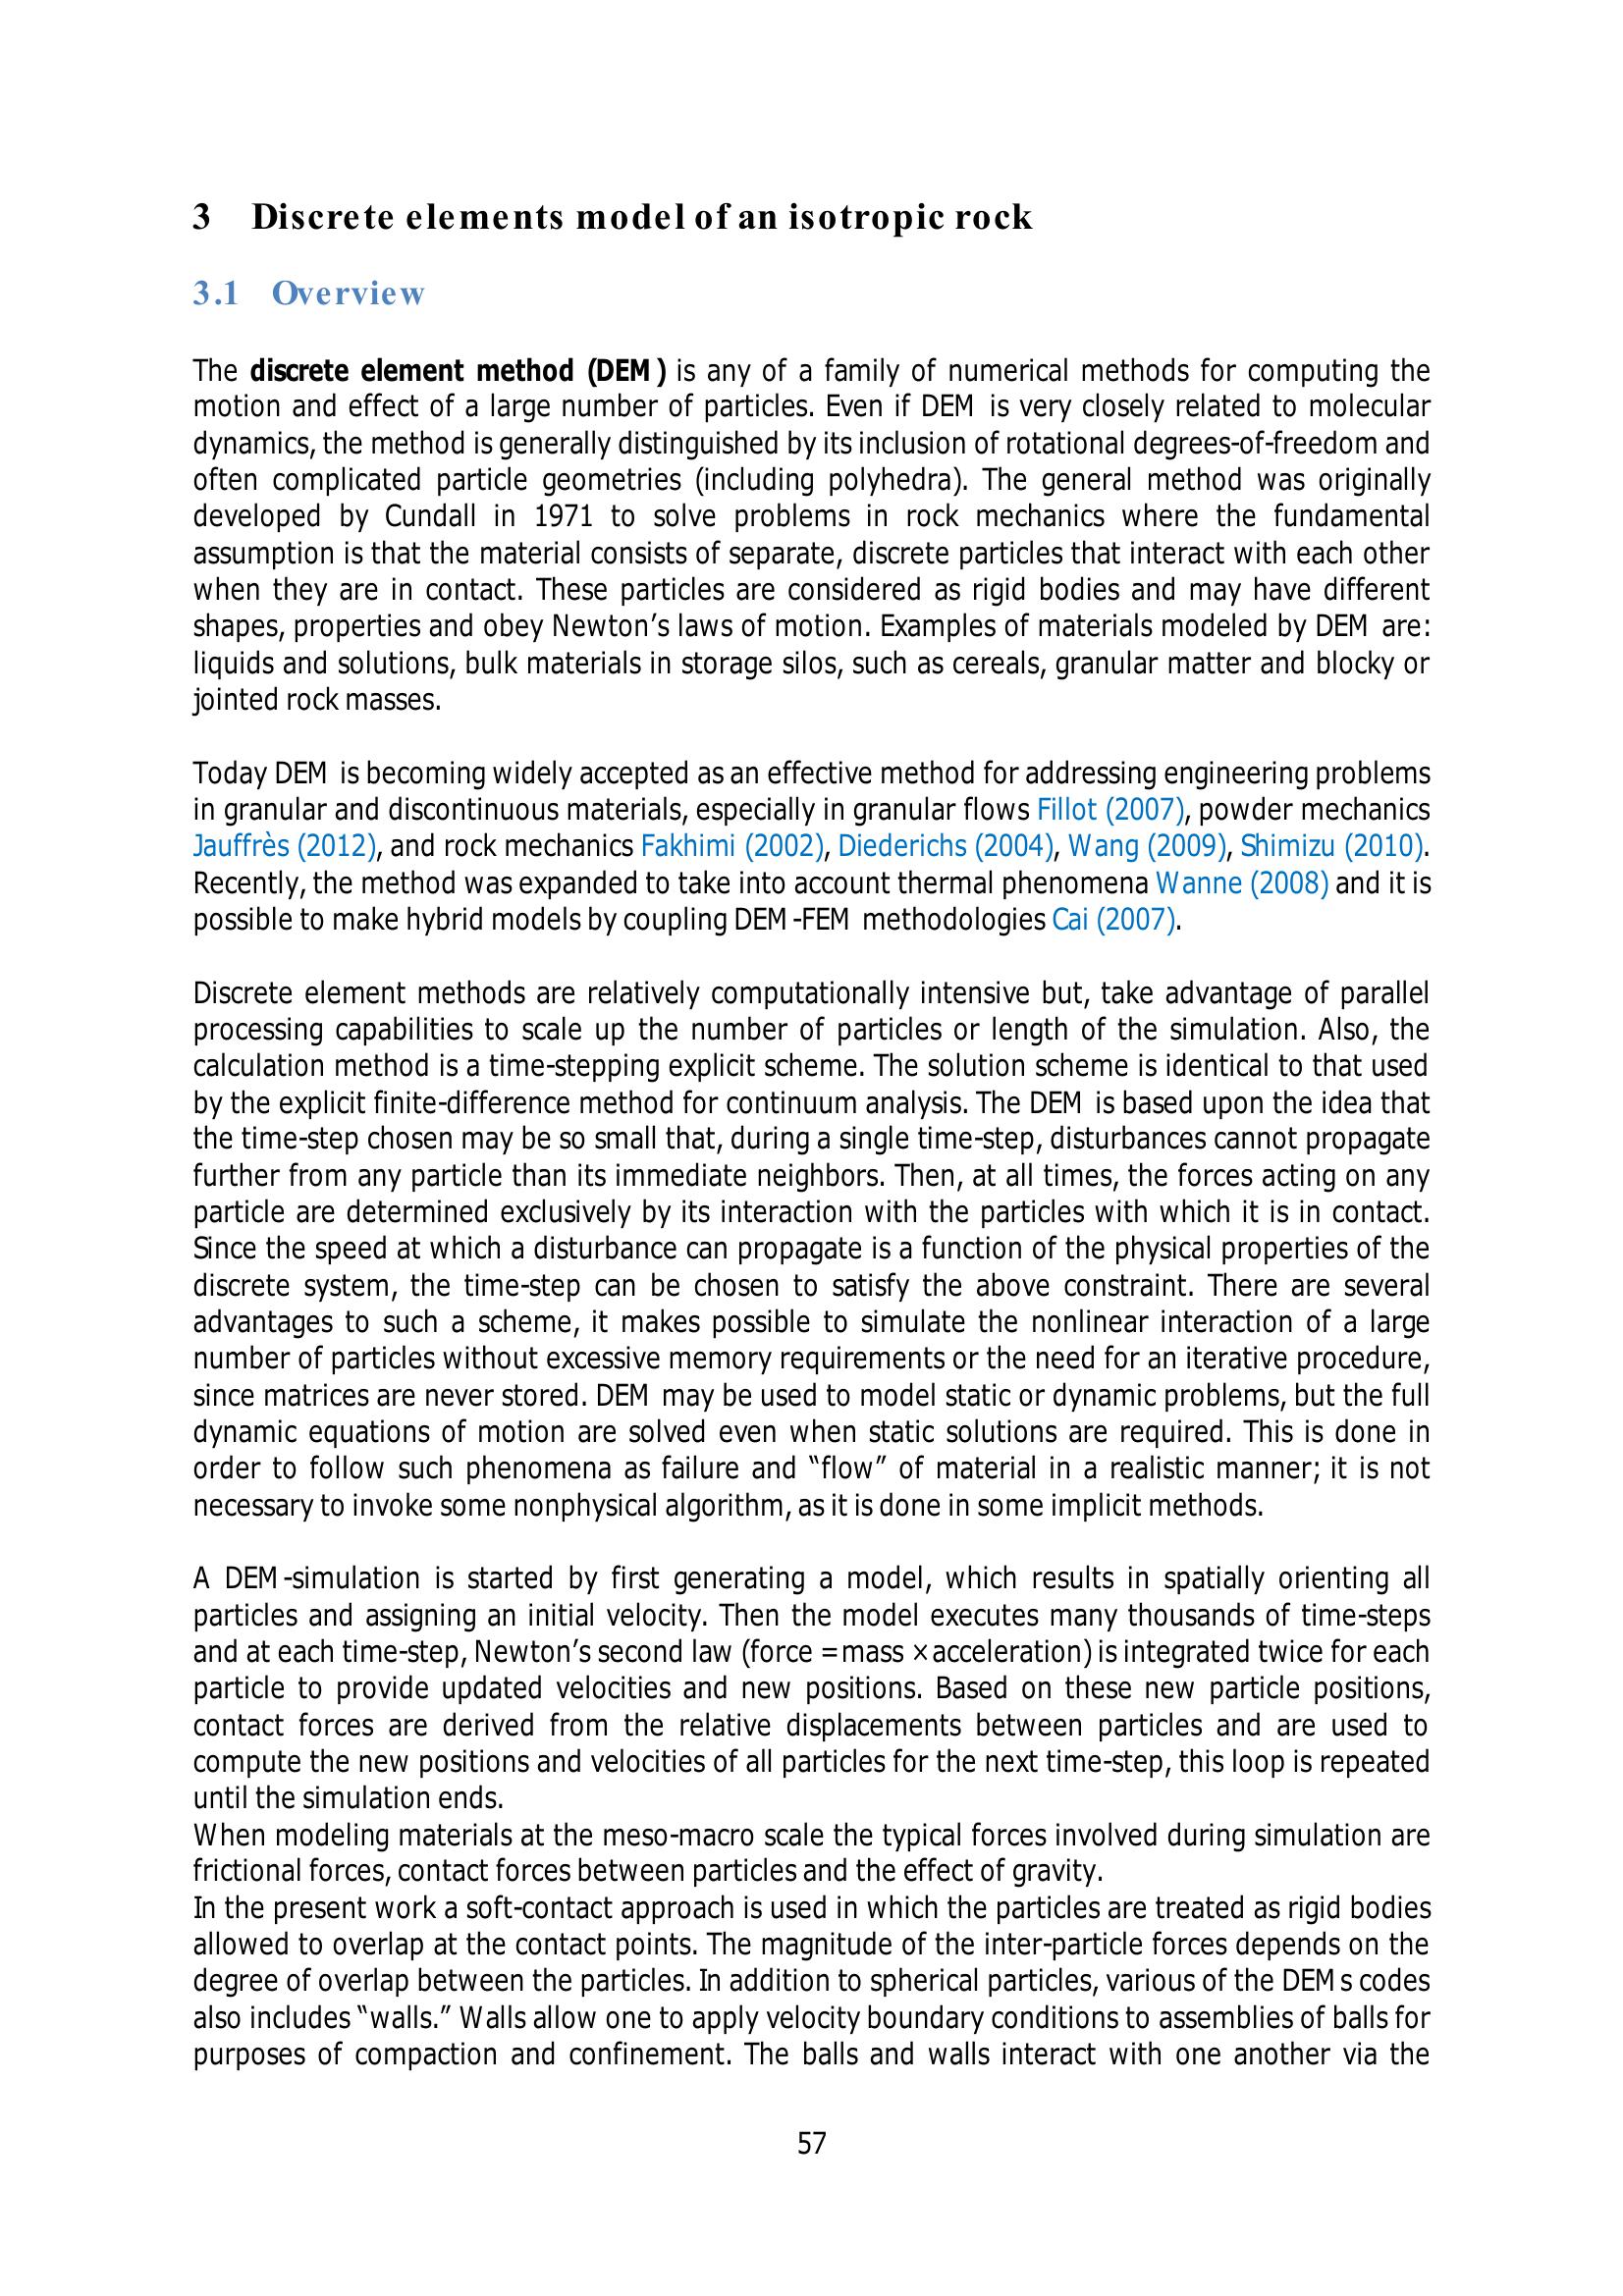 3 Discrete elements model of an isotropic rock
3.1 Overview
The discrete element method (DEM) is any of a family of numerical methods for computing the
motion and effect of a large number of particles. Even if DEM is very closely related to molecular
dynamics, the method is generally distinguished by its inclusion of rotational degrees-of-freedom and
often complicated particle geometries (including polyhedra). The general method was originally
developed by Cundall in 1971 to solve problems in rock mechanics where the fundamental
assumption is that the material consists of separate, discrete particles that interact with each other
when they are in contact. These particles are considered as rigid bodies and may have different
shapes, properties and obey Newton’s laws of motion. Examples of materials modeled by DEM are:
liquids and solutions, bulk materials in storage silos, such as cereals, granular matter and blocky or
jointed rock masses.
Today DEM is becoming widely accepted as an effective method for addressing engineering problems
in granular and discontinuous materials, especially in granular flows Fillot (2007), powder mechanics
Jauffrès (2012), and rock mechanics Fakhimi (2002), Diederichs (2004), Wang (2009), Shimizu (2010).
Recently, the method was expanded to take into account thermal phenomena Wanne (2008) and it is
possible to make hybrid models by coupling DEM-FEM methodologies Cai (2007).
Discrete element methods are relatively computationally intensive but, take advantage of parallel
processing capabilities to scale up the number of particles or length of the simulation. Also, the
calculation method is a time-stepping explicit scheme. The solution scheme is identical to that used
by the explicit finite-difference method for continuum analysis. The DEM is based upon the idea that
the time-step chosen may be so small that, during a single time-step, disturbances cannot propagate
further from any particle than its immediate neighbors. Then, at all times, the forces acting on any
particle are determined exclusively by its interaction with the particles with which it is in contact.
Since the speed at which a disturbance can propagate is a function of the physical properties of the
discrete system, the time-step can be chosen to satisfy the above constraint. There are several
advantages to such a scheme, it makes possible to simulate the nonlinear interaction of a large
number of particles without excessive memory requirements or the need for an iterative procedure,
since matrices are never stored. DEM may be used to model static or dynamic problems, but the full
dynamic equations of motion are solved even when static solutions are required. This is done in
order to follow such phenomena as failure and “flow” of material in a realistic manner; it is not
necessary to invoke some nonphysical algorithm, as it is done in some implicit methods.
A DEM-simulation is started by first generating a model, which results in spatially orienting all
particles and assigning an initial velocity. Then the model executes many thousands of time-steps
and at each time-step, Newton’s second law (force = mass × acceleration) is integrated twice for each
particle to provide updated velocities and new positions. Based on these new particle positions,
contact forces are derived from the relative displacements between particles and are used to
compute the new positions and velocities of all particles for the next time-step, this loop is repeated
until the simulation ends.
When modeling materials at the meso-macro scale the typical forces involved during simulation are
frictional forces, contact forces between particles and the effect of gravity.
In the present work a soft-contact approach is used in which the particles are treated as rigid bodies
allowed to overlap at the contact points. The magnitude of the inter-particle forces depends on the
degree of overlap between the particles. In addition to spherical particles, various of the DEMs codes
also includes “walls.” Walls allow one to apply velocity boundary conditions to assemblies of balls for
purposes of compaction and confinement. The balls and walls interact with one another via the
57